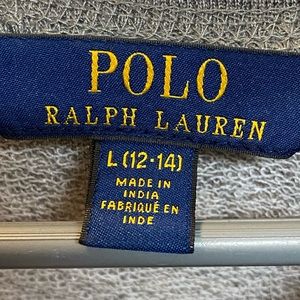 POLO
RALPH LAUREN
L (12-14)
MADE IN
INDIA
FABRIQUÉ EN
INDE